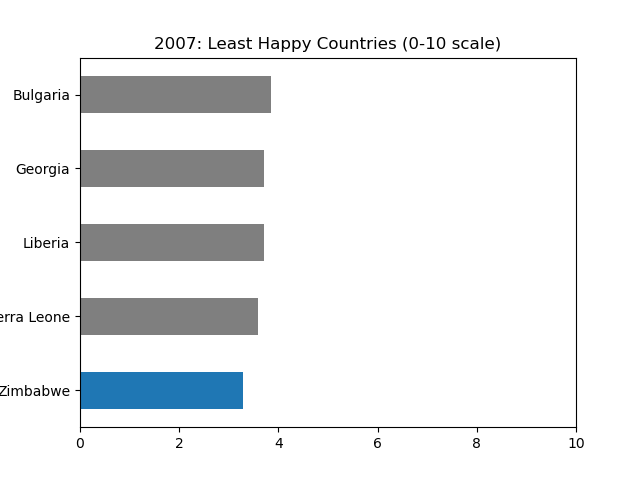 2007: Least Happy Countries (0-10 scale)
Bulgaria
Georgia
Liberia
erra Leone
Zimbabwe
0 2 4 6 8 10